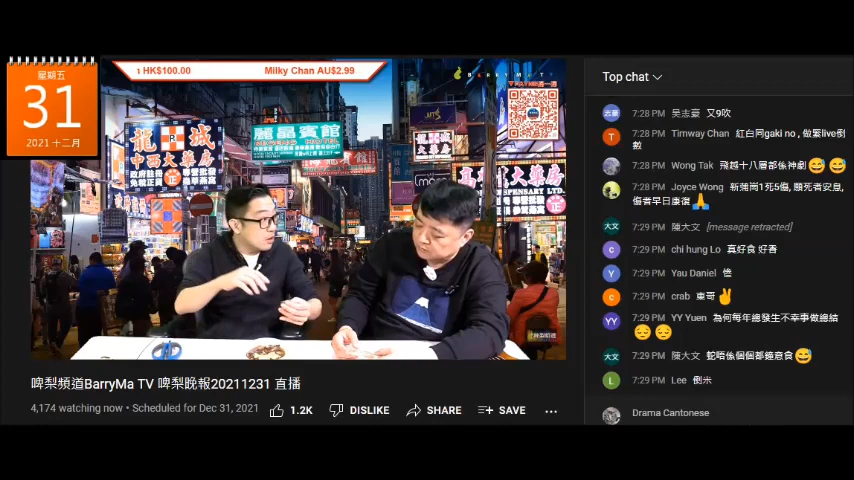 星期五
31
2021 十二月
1 HK$100.00
Milky Chan AU$2.99
BARRYMA TV
龍城
中西大藥房
麗晶賓館
大藥房
啤梨頻道BarryMa TV 啤梨晚報20211231 直播
4,174 watching now • Scheduled for Dec 31, 2021
1.2K
DISLIKE
SHARE
SAVE
Top chat
7:28 PM 吳志豪 又9吹
7:28 PM Timway Chan 紅白同gaki no , 做緊live倒
數
7:28 PM Wong Tak 飛越十八層都係神劇😅😅
7:29 PM Joyce Wong 新蒲崗1死5傷, 願死者安息,
傷者早日康復🙏
7:29 PM 陳大文 [message retracted]
7:29 PM chi hung Lo 真好食 好香
7:29 PM Yau Daniel
7:29 PM crab 東哥✌
7:29 PM YY Yuen 為何每年總發生不幸事做總結
😔😔
7:29 PM 陳大文 蛇唔係個個都鍾意食😅
7:29 PM Lee 倒米
Drama Cantonese